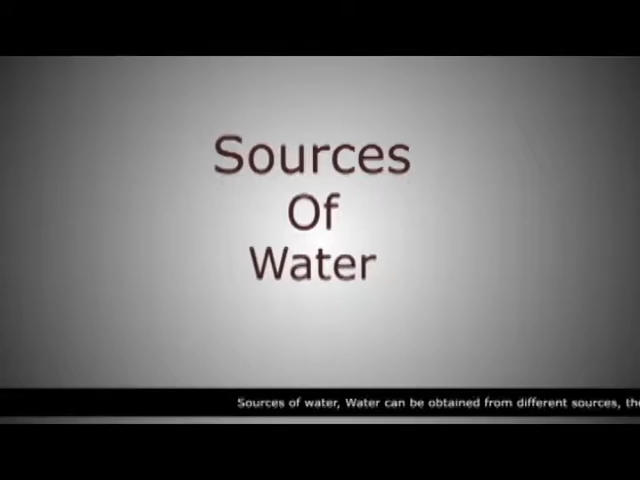 Sources
Of
Water
Sources of water, Water can be obtained from different sources,